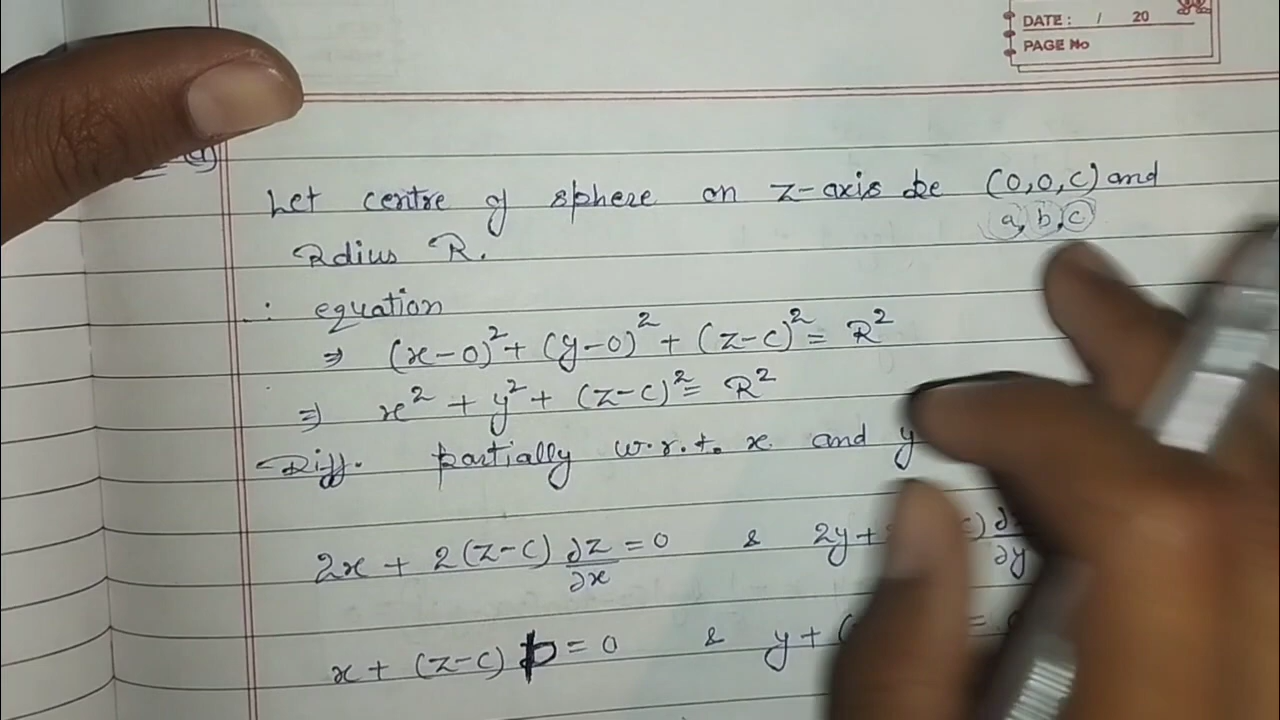 DATE : / 20
PAGE No
(a)
Let centre of sphere on z-axis be (0,0,c) and
a, b, c
Rdius R.
∴ equation
⇒ (x-0)² + (y-0)² + (z-c)² = R²
⇒ x² + y² + (z-c)² = R²
Diff. partially w.r.t. x and y
2x + 2(z-c) ∂z/∂x = 0 & 2y +
x + (z-c) p = 0 & y + ( =